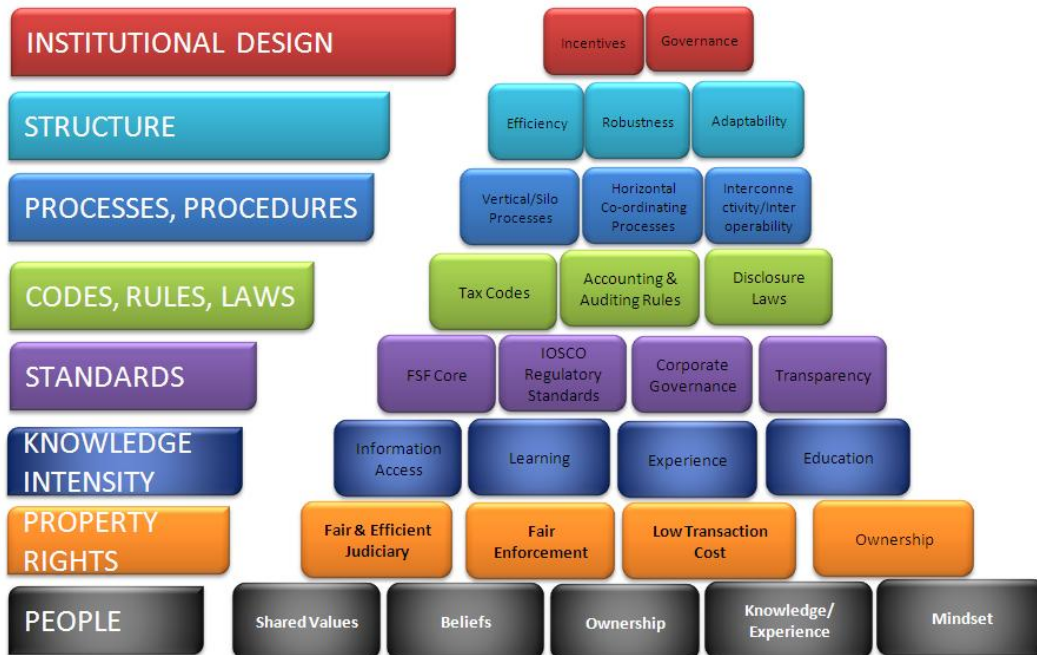 INSTITUTIONAL DESIGN
Incentives
Governance
STRUCTURE
Efficiency
Robustness
Adaptability
PROCESSES, PROCEDURES
Vertical/Silo
Processes
Horizontal
Co-ordinating
Processes
Interconne
ctivity/Inter
operability
CODES, RULES, LAWS
Tax Codes
Accounting &
Auditing Rules
Disclosure
Laws
STANDARDS
FSF Core
IOSCO
Regulatory
Standards
Corporate
Governance
Transparency
KNOWLEDGE
INTENSITY
Information
Access
Learning
Experience
Education
PROPERTY
RIGHTS
Fair & Efficient
Judiciary
Fair
Enforcement
Low Transaction
Cost
Ownership
PEOPLE
Shared Values
Beliefs
Ownership
Knowledge/
Experience
Mindset